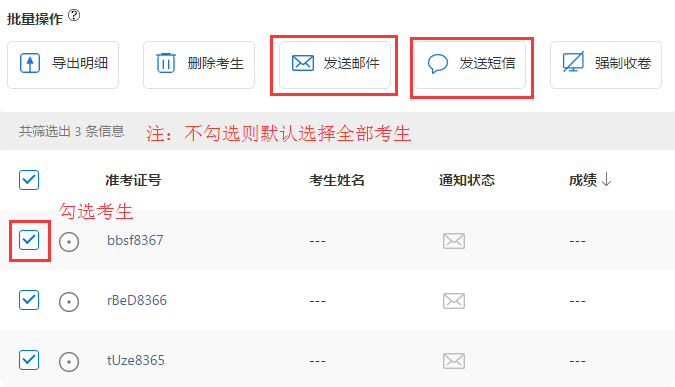 批量操作 ?
导出明细 删除考生 发送邮件 发送短信 强制收卷
共筛选出 3 条信息 注：不勾选则默认选择全部考生
准考证号 考生姓名 通知状态 成绩
勾选考生
bbsf8367 --- ---
rBeD8366 --- ---
tUze8365 --- ---